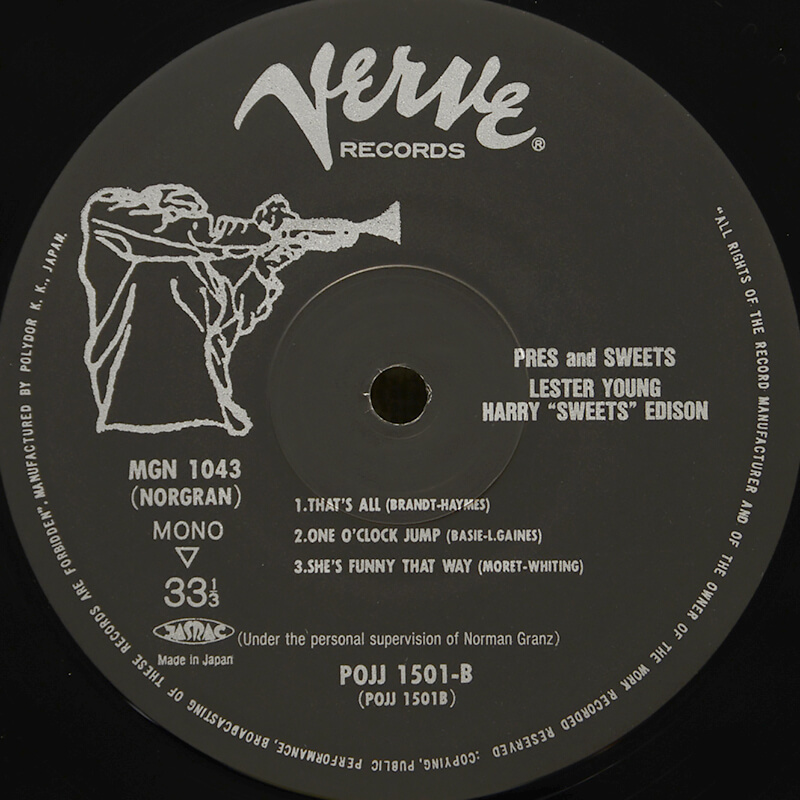 Verve
RECORDS ®
PRES and SWEETS
LESTER YOUNG
HARRY "SWEETS" EDISON
MGN 1043
(NORGRAN)
MONO
33 1/3
1.THAT'S ALL (BRANDT-HAYMES)
2.ONE O'CLOCK JUMP (BASIE-L.GAINES)
3.SHE'S FUNNY THAT WAY (MORET-WHITING)
JASRAC
Made in Japan
(Under the personal supervision of Norman Granz)
POJJ 1501-B
(POJJ 1501B)
"ALL RIGHTS OF THE RECORD MANUFACTURER AND OF THE OWNER OF THE WORK RECORDED RESERVED :COPYING,PUBLIC PERFORMANCE, BROADCASTING OF THESE RECORDS ARE FORBIDDEN", MANUFACTURED BY POLYDOR K. K., JAPAN.